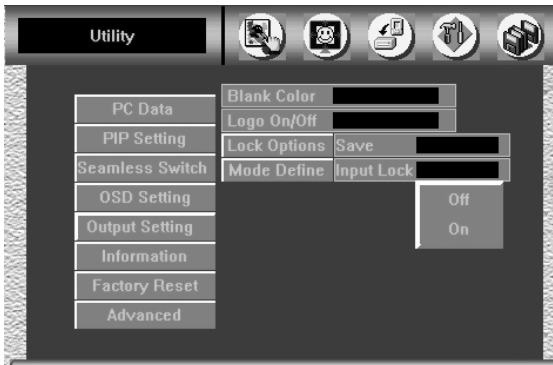 Utility
PC Data
PIP Setting
Seamless Switch
OSD Setting
Output Setting
Information
Factory Reset
Advanced
Blank Color
Logo On/Off
Lock Options Save
Mode Define Input Lock
Off
On